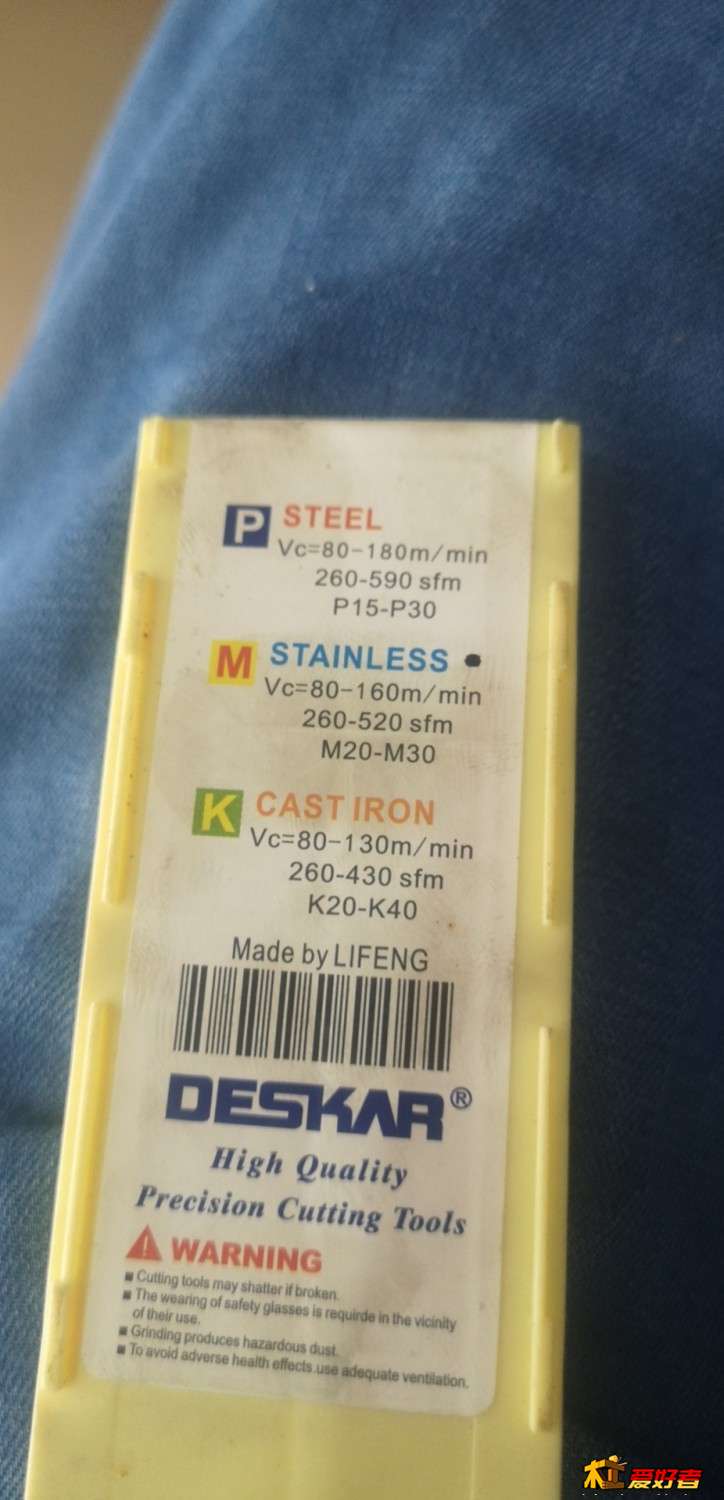 P STEEL
Vc=80-180m/min
260-590 sfm
P15-P30
M STAINLESS
Vc=80-160m/min
260-520 sfm
M20-M30
K CAST IRON
Vc=80-130m/min
260-430 sfm
K20-K40
Made by LIFENG
DESKAR®
High Quality
Precision Cutting Tools
WARNING
Cutting tools may shatter if broken.
The wearing of safety glasses is requirde in the vicinity
of their use.
Grinding produces hazardous dust.
To avoid adverse health effects.use adequate ventilation.
爱好者